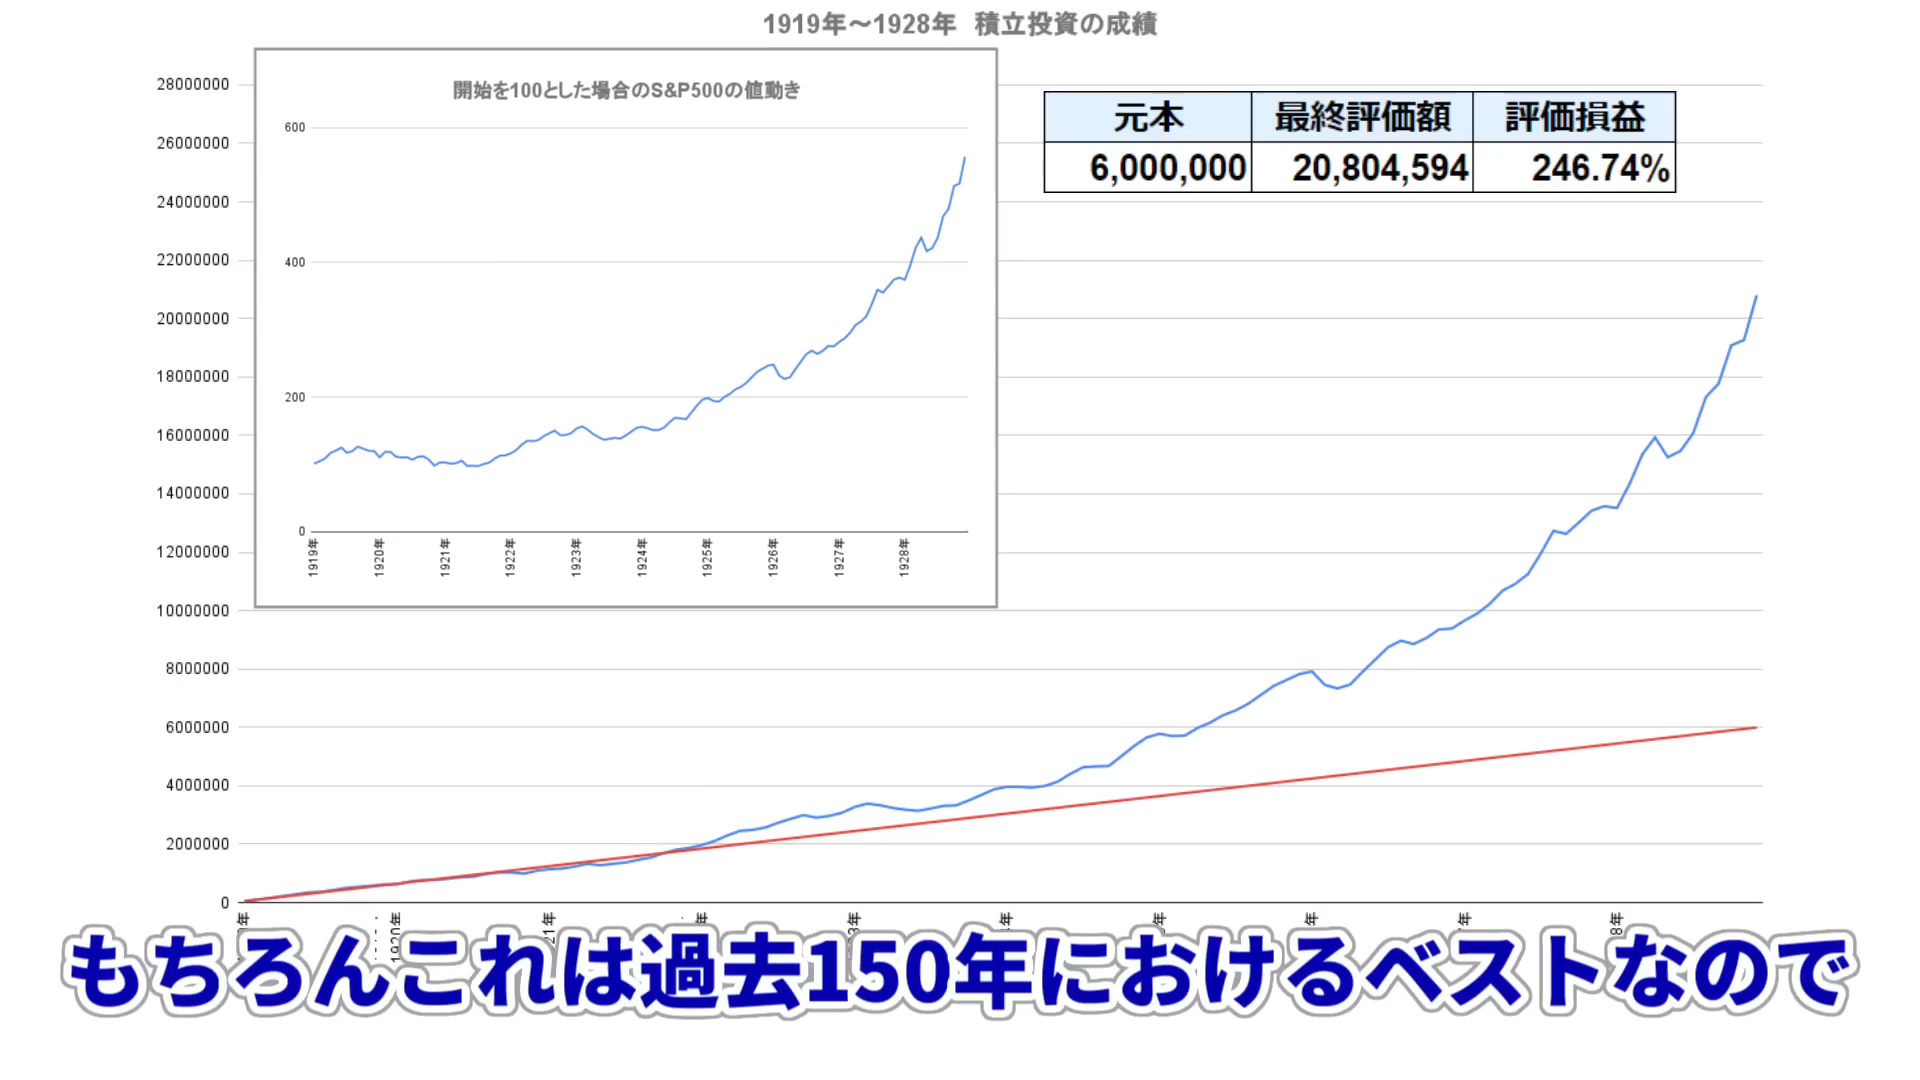 1919年～1928年 積立投資の成績
28000000
26000000
24000000
22000000
20000000
18000000
16000000
14000000
12000000
10000000
8000000
6000000
4000000
2000000
0
開始を100とした場合のS&P500の値動き
600
400
200
0
1919年
1920年
1921年
1922年
1923年
1924年
1925年
1926年
1927年
1928年
元本 最終評価額 評価損益
6,000,000 20,804,594 246.74%
もちろんこれは過去150年におけるベストなので